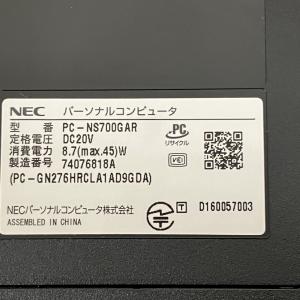 NEC パーソナルコンピュータ
型番 PC-NS700GAR
定格電圧 DC20V
消費電力 8.7(max.45)W
製造番号 74076818A
(PC-GN276HRCLA1AD9GDA)
PC
リサイクル
VCI
NECパーソナルコンピュータ株式会社
ASSEMBLED IN CHINA
T D160057003